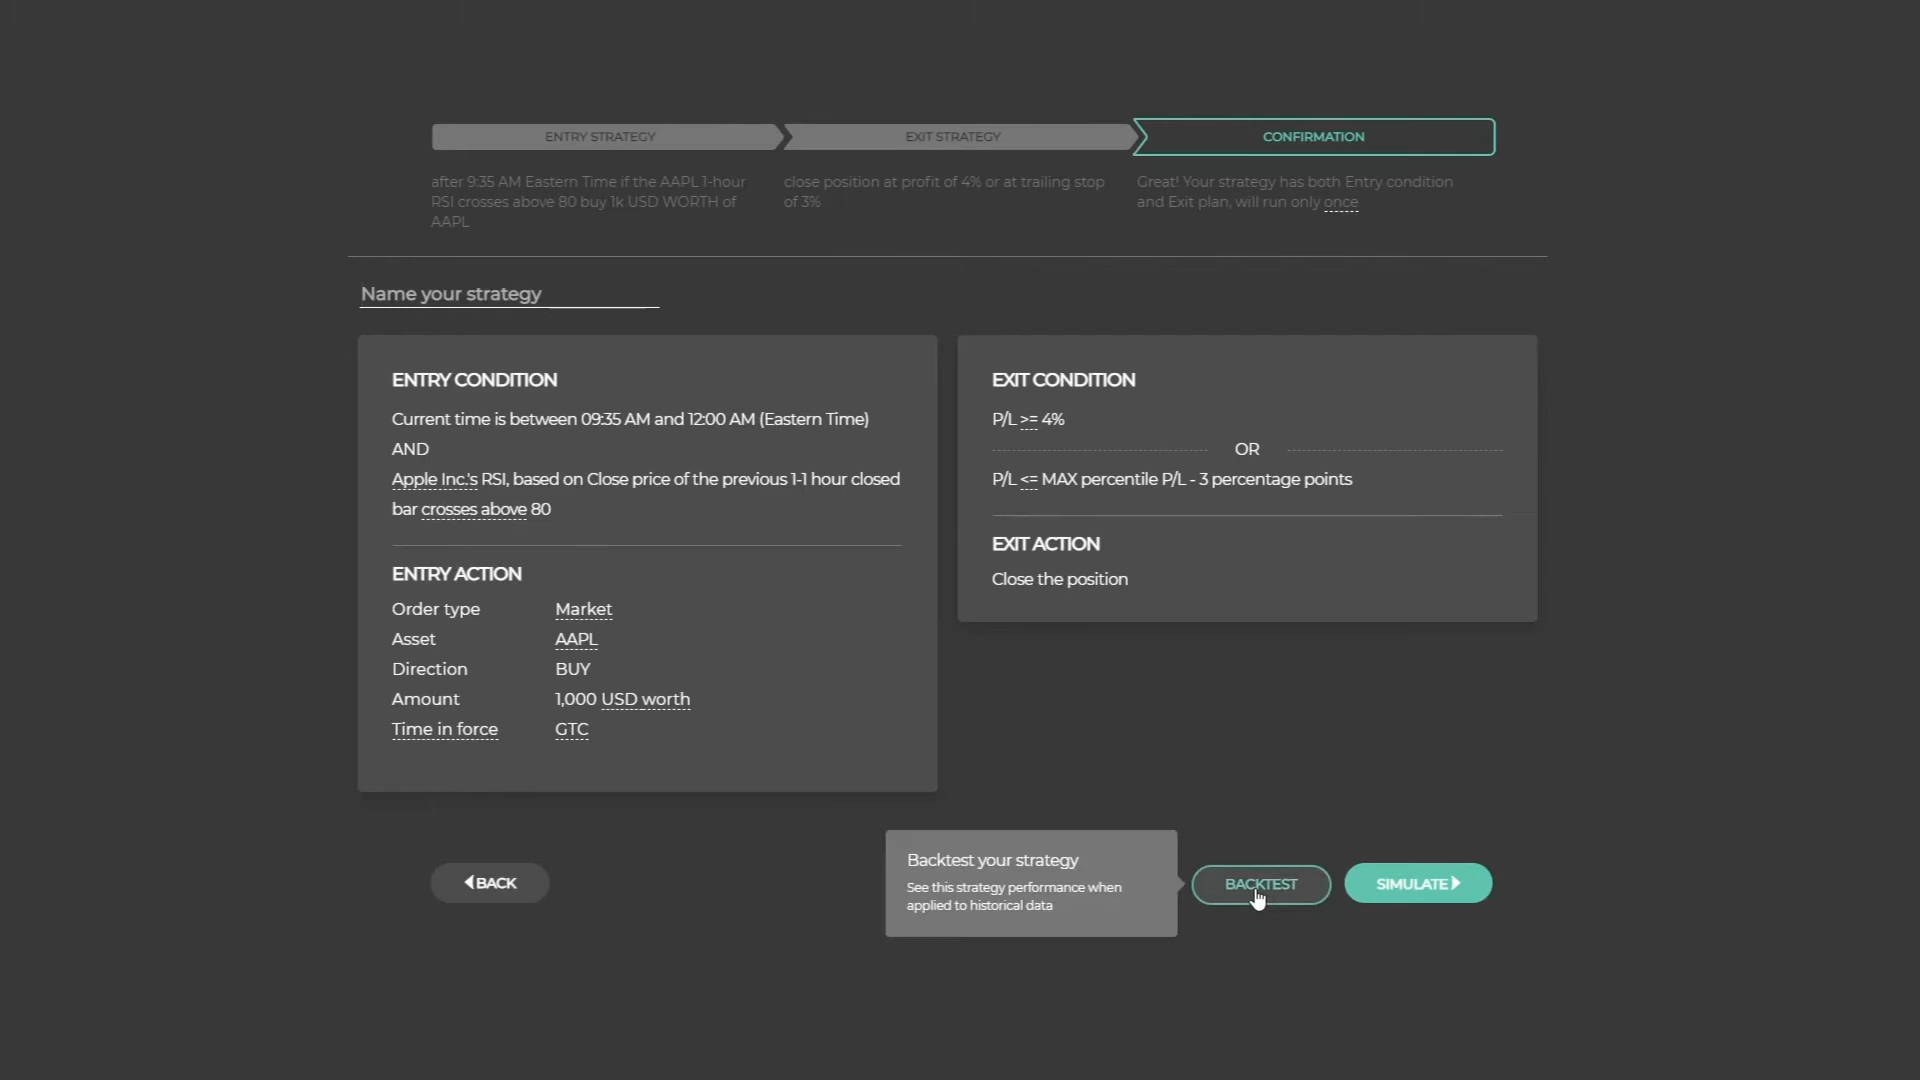 ENTRY STRATEGY
EXIT STRATEGY
CONFIRMATION
after 9:35 AM Eastern Time if the AAPL 1-hour
RSI crosses above 80 buy 1k USD WORTH of
AAPL
close position at profit of 4% or at trailing stop
of 3%
Great! Your strategy has both Entry condition
and Exit plan, will run only once
Name your strategy
ENTRY CONDITION
Current time is between 09:35 AM and 12:00 AM (Eastern Time)
AND
Apple Inc.'s RSI, based on Close price of the previous 1-1 hour closed
bar crosses above 80
ENTRY ACTION
Order type Market
Asset AAPL
Direction BUY
Amount 1,000 USD worth
Time in force GTC
EXIT CONDITION
P/L >= 4%
OR
P/L <= MAX percentile P/L - 3 percentage points
EXIT ACTION
Close the position
BACK
Backtest your strategy
See this strategy performance when
applied to historical data
BACKTEST
SIMULATE